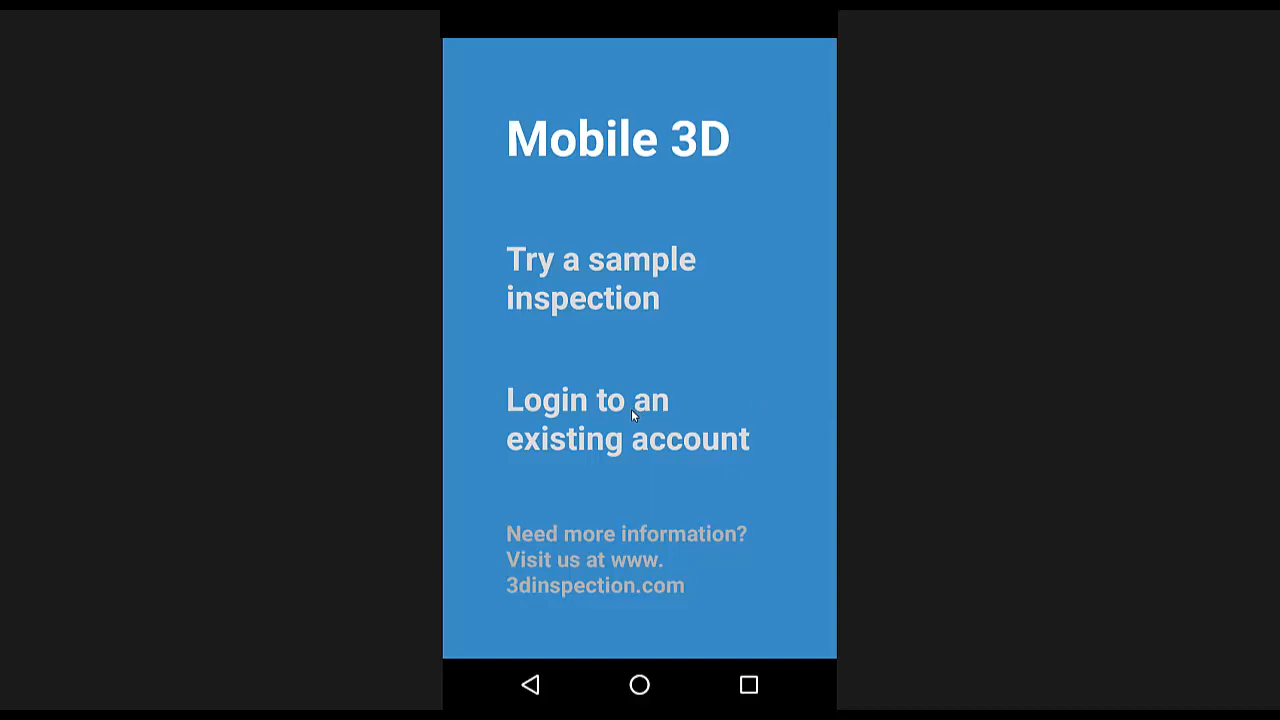 Mobile 3D
Try a sample
inspection
Login to an
existing account
Need more information?
Visit us at www.
3dinspection.com